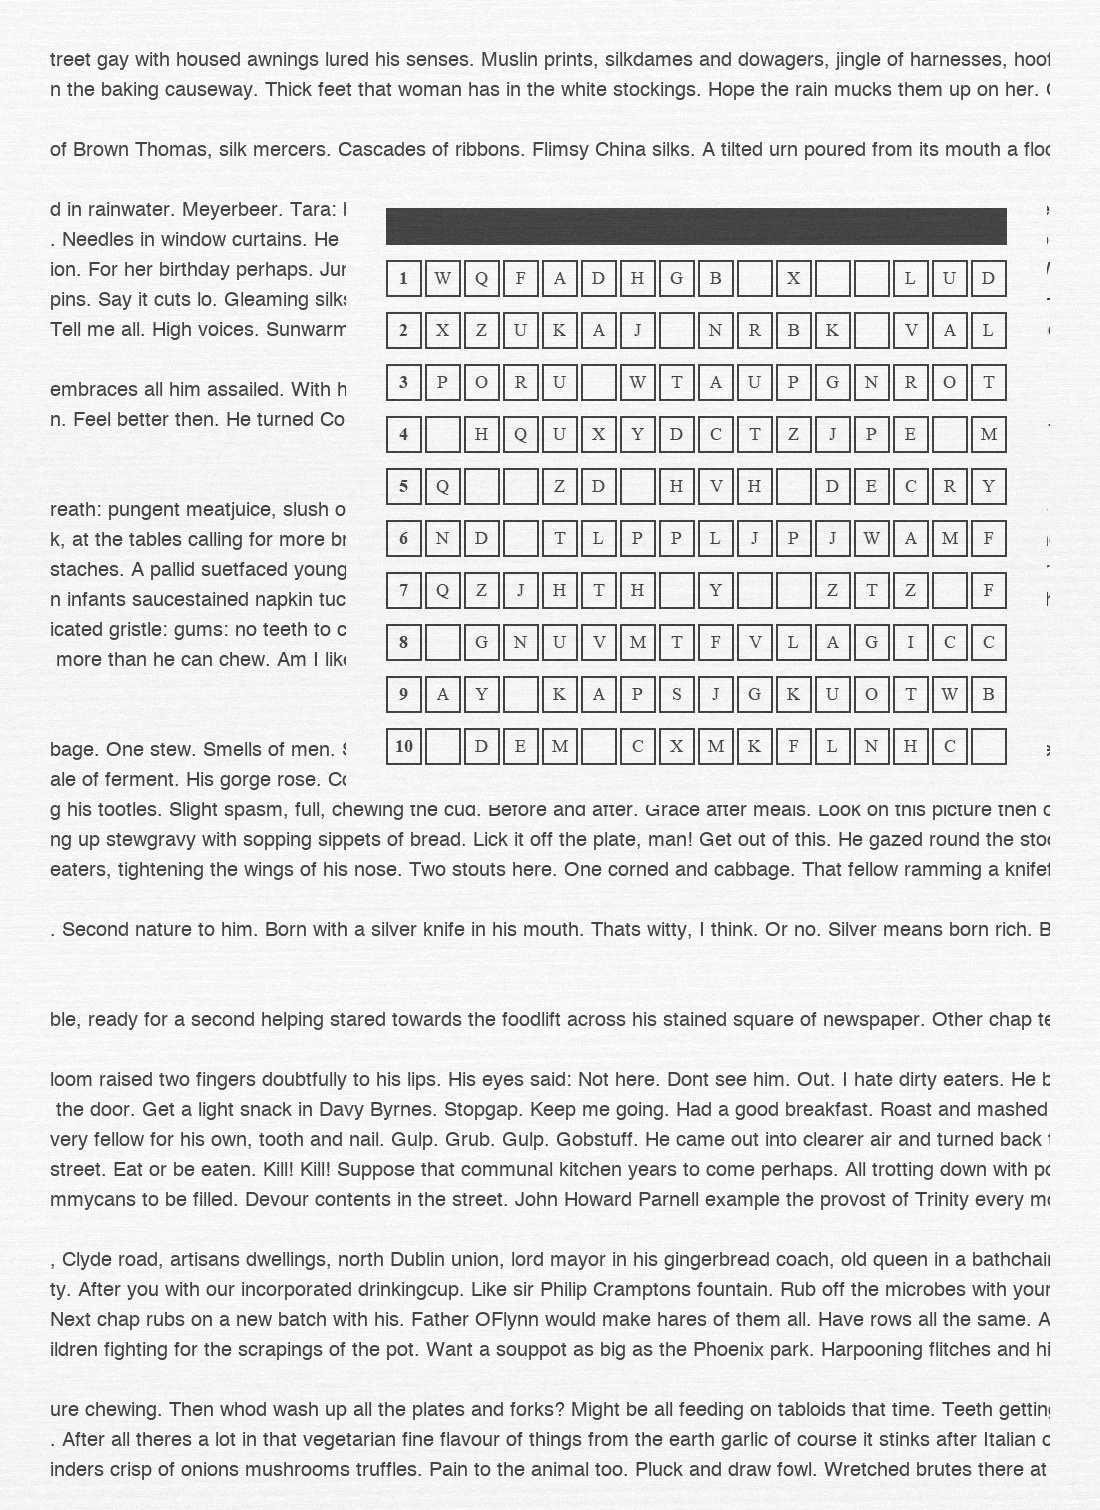 treet gay with housed awnings lured his senses. Muslin prints, silkdames and dowagers, jingle of harnesses,
n the baking causeway. Thick feet that woman has in the white stockings. Hope the rain mucks them up on her.
of Brown Thomas, silk mercers. Cascades of ribbons. Flimsy China silks. A tilted urn poured from its mouth a
d in rainwater. Meyerbeer. Tara:
. Needles in window curtains. He
1 W Q F A D H G B X L U D
ion. For her birthday perhaps.
pins. Say it cuts lo. Gleaming silks
2 X Z U K A J N R B K V A L
Tell me all. High voices.
3 P O R U W T A U P G N R O T
embraces all him assailed. With
n. Feel better then. He turned
4 H Q U X Y D C T Z J P E M
5 Q Z D H V H D E C R Y
reath: pungent meatjuice, slush
k, at the tables calling for more
6 N D T L P P L J P J W A M F
staches. A pallid suetfaced young
7 Q Z J H T H Y Z T Z F
n infants saucestained napkin
icated gristle: gums: no teeth to
8 G N U V M T F V L A G I C C
more than he can chew. Am I like
9 A Y K A P S J G K U O T W B
bage. One stew. Smells of men.
10 D E M C X M K F L N H C
ale of ferment. His gorge rose.
g his tootles. Slight spasm, full, chewing the cud. Before and after. Grace after meals. Look on this picture then
ng up stewgravy with sopping sippets of bread. Lick it off the plate, man! Get out of this. He gazed round the
eaters, tightening the wings of his nose. Two stouts here. One corned and cabbage. That fellow ramming a
. Second nature to him. Born with a silver knife in his mouth. Thats witty, I think. Or no. Silver means born rich.
ble, ready for a second helping stared towards the foodlift across his stained square of newspaper. Other chap
loom raised two fingers doubtfully to his lips. His eyes said: Not here. Dont see him. Out. I hate dirty eaters. He
the door. Get a light snack in Davy Byrnes. Stopgap. Keep me going. Had a good breakfast. Roast and mashed
very fellow for his own, tooth and nail. Gulp. Grub. Gulp. Gobstuff. He came out into clearer air and turned back
street. Eat or be eaten. Kill! Kill! Suppose that communal kitchen years to come perhaps. All trotting down with
mmycans to be filled. Devour contents in the street. John Howard Parnell example the provost of Trinity every
, Clyde road, artisans dwellings, north Dublin union, lord mayor in his gingerbread coach, old queen in a bathchair
ty. After you with our incorporated drinkingcup. Like sir Philip Cramptons fountain. Rub off the microbes with your
Next chap rubs on a new batch with his. Father OFlynn would make hares of them all. Have rows all the same.
ildren fighting for the scrapings of the pot. Want a souppot as big as the Phoenix park. Harpooning flitches and
ure chewing. Then whod wash up all the plates and forks? Might be all feeding on tabloids that time. Teeth getting
. After all theres a lot in that vegetarian fine flavour of things from the earth garlic of course it stinks after Italian
inders crisp of onions mushrooms truffles. Pain to the animal too. Pluck and draw fowl. Wretched brutes there at